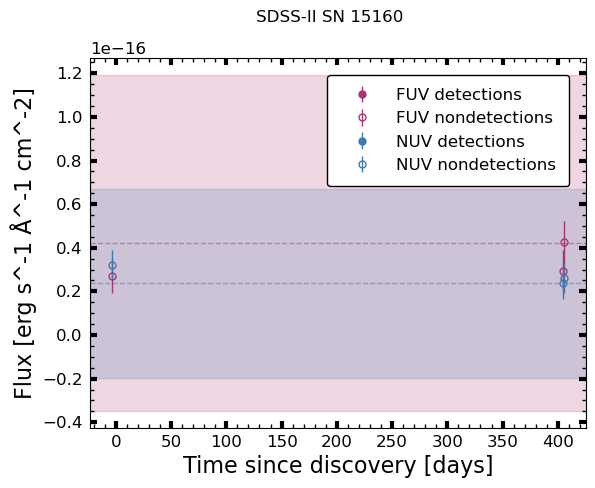 SDSS-II SN 15160
1e−16
1.2
1.0
0.8
0.6
0.4
0.2
0.0
−0.2
−0.4
Flux [erg s^-1 Å^-1 cm^-2]
FUV detections
FUV nondetections
NUV detections
NUV nondetections
0 50 100 150 200 250 300 350 400
Time since discovery [days]